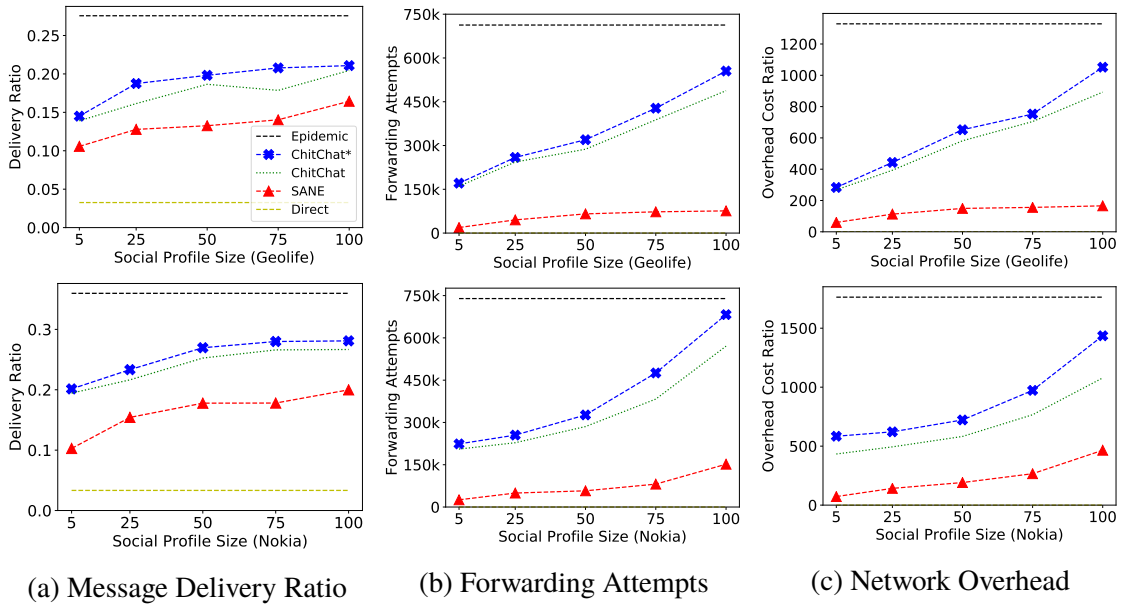 Delivery Ratio
0.25
0.20
0.15
0.10
0.05
0.00
5 25 50 75 100
Social Profile Size (Geolife)
Epidemic
ChitChat*
ChitChat
SANE
Direct
Forwarding Attempts
750k
600k
450k
300k
150k
0
5 25 50 75 100
Social Profile Size (Geolife)
Overhead Cost Ratio
1200
1000
800
600
400
200
0
5 25 50 75 100
Social Profile Size (Geolife)
Delivery Ratio
0.3
0.2
0.1
0.0
5 25 50 75 100
Social Profile Size (Nokia)
Forwarding Attempts
750k
600k
450k
300k
150k
0
5 25 50 75 100
Social Profile Size (Nokia)
Overhead Cost Ratio
1500
1000
500
0
5 25 50 75 100
Social Profile Size (Nokia)
(a) Message Delivery Ratio
(b) Forwarding Attempts
(c) Network Overhead